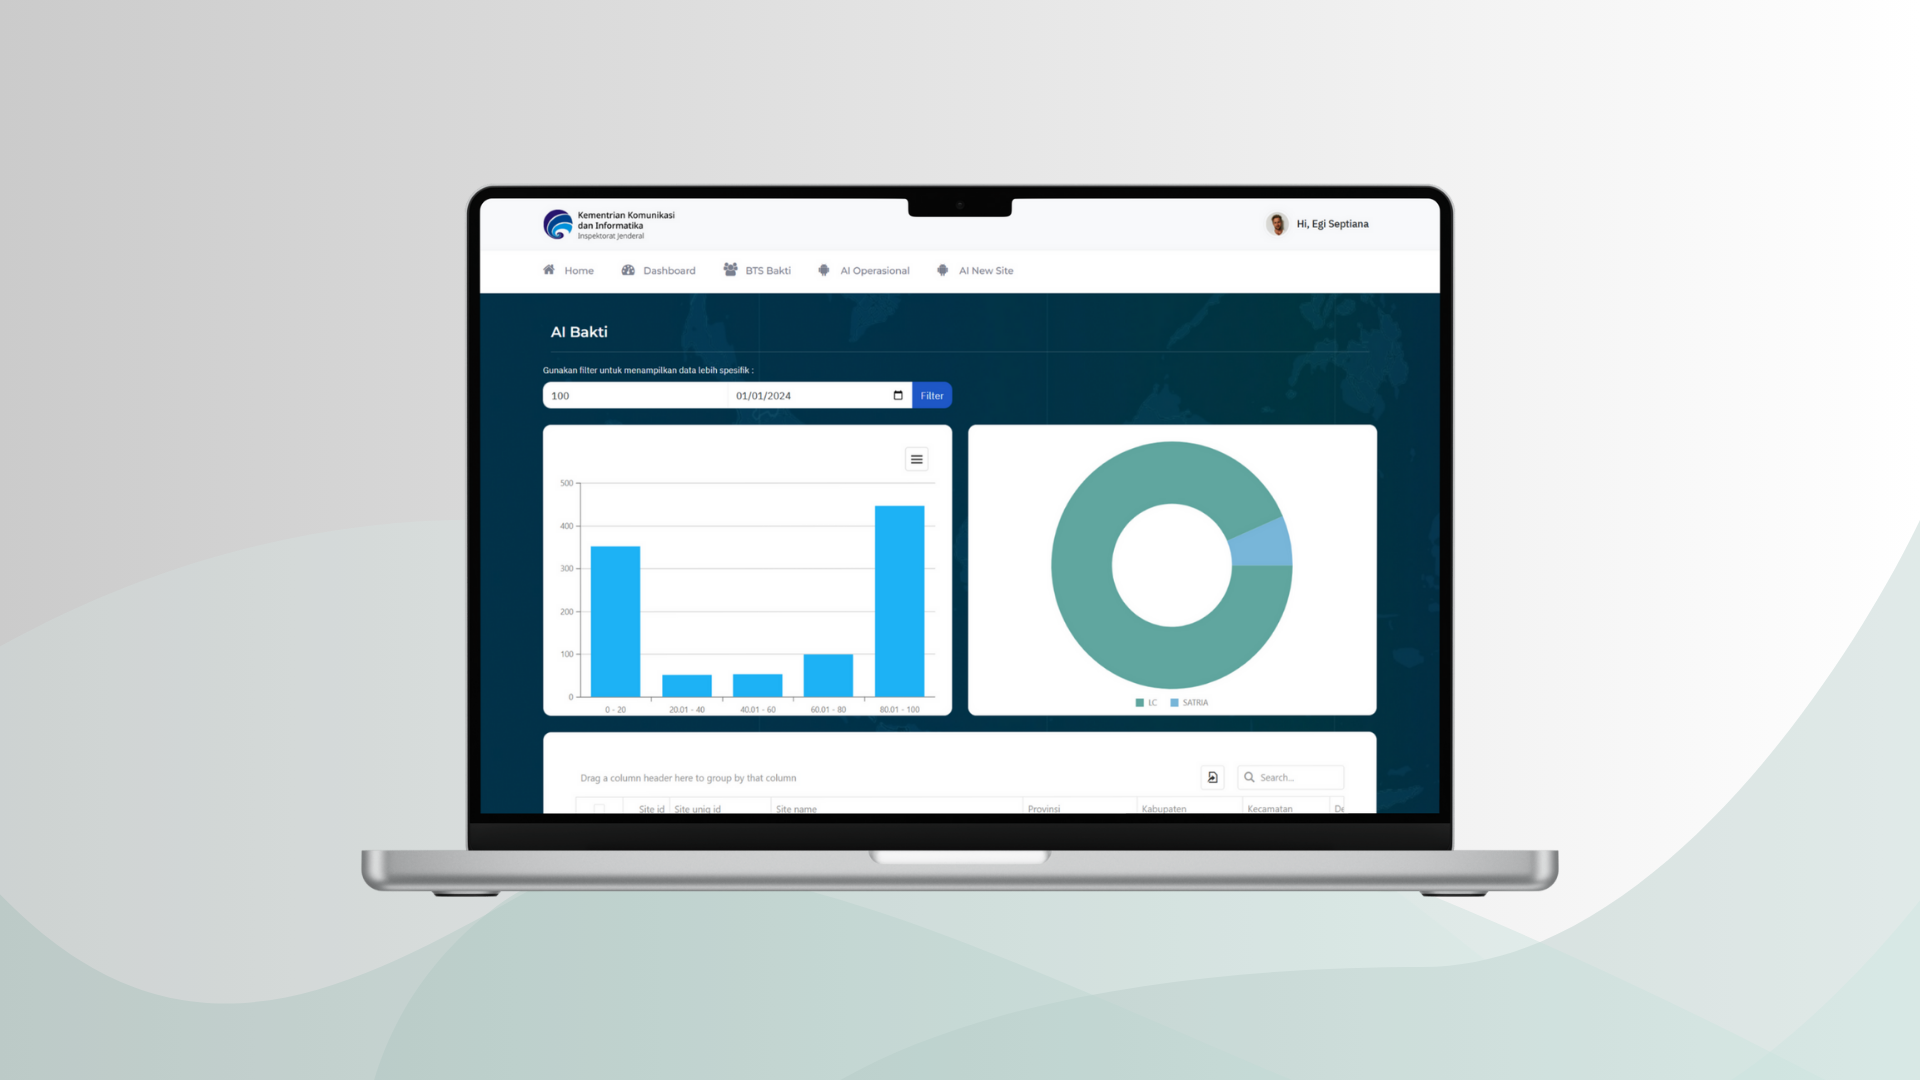 Kementrian Komunikasi
dan Informatika
Inspektorat Jenderal
Hi, Egi Septiana
Home
Dashboard
BTS Bakti
AI Operasional
AI New Site
AI Bakti
Gunakan filter untuk menampilkan data lebih spesifik :
100
01/01/2024
Filter
500
400
300
200
100
0
0 - 20
20.01 - 40
40.01 - 60
60.01 - 80
80.01 - 100
LC
SATRIA
Drag a column header here to group by that column
Search...
Site id
Site uniq id
Site name
Provinsi
Kabupaten
Kecamatan
De